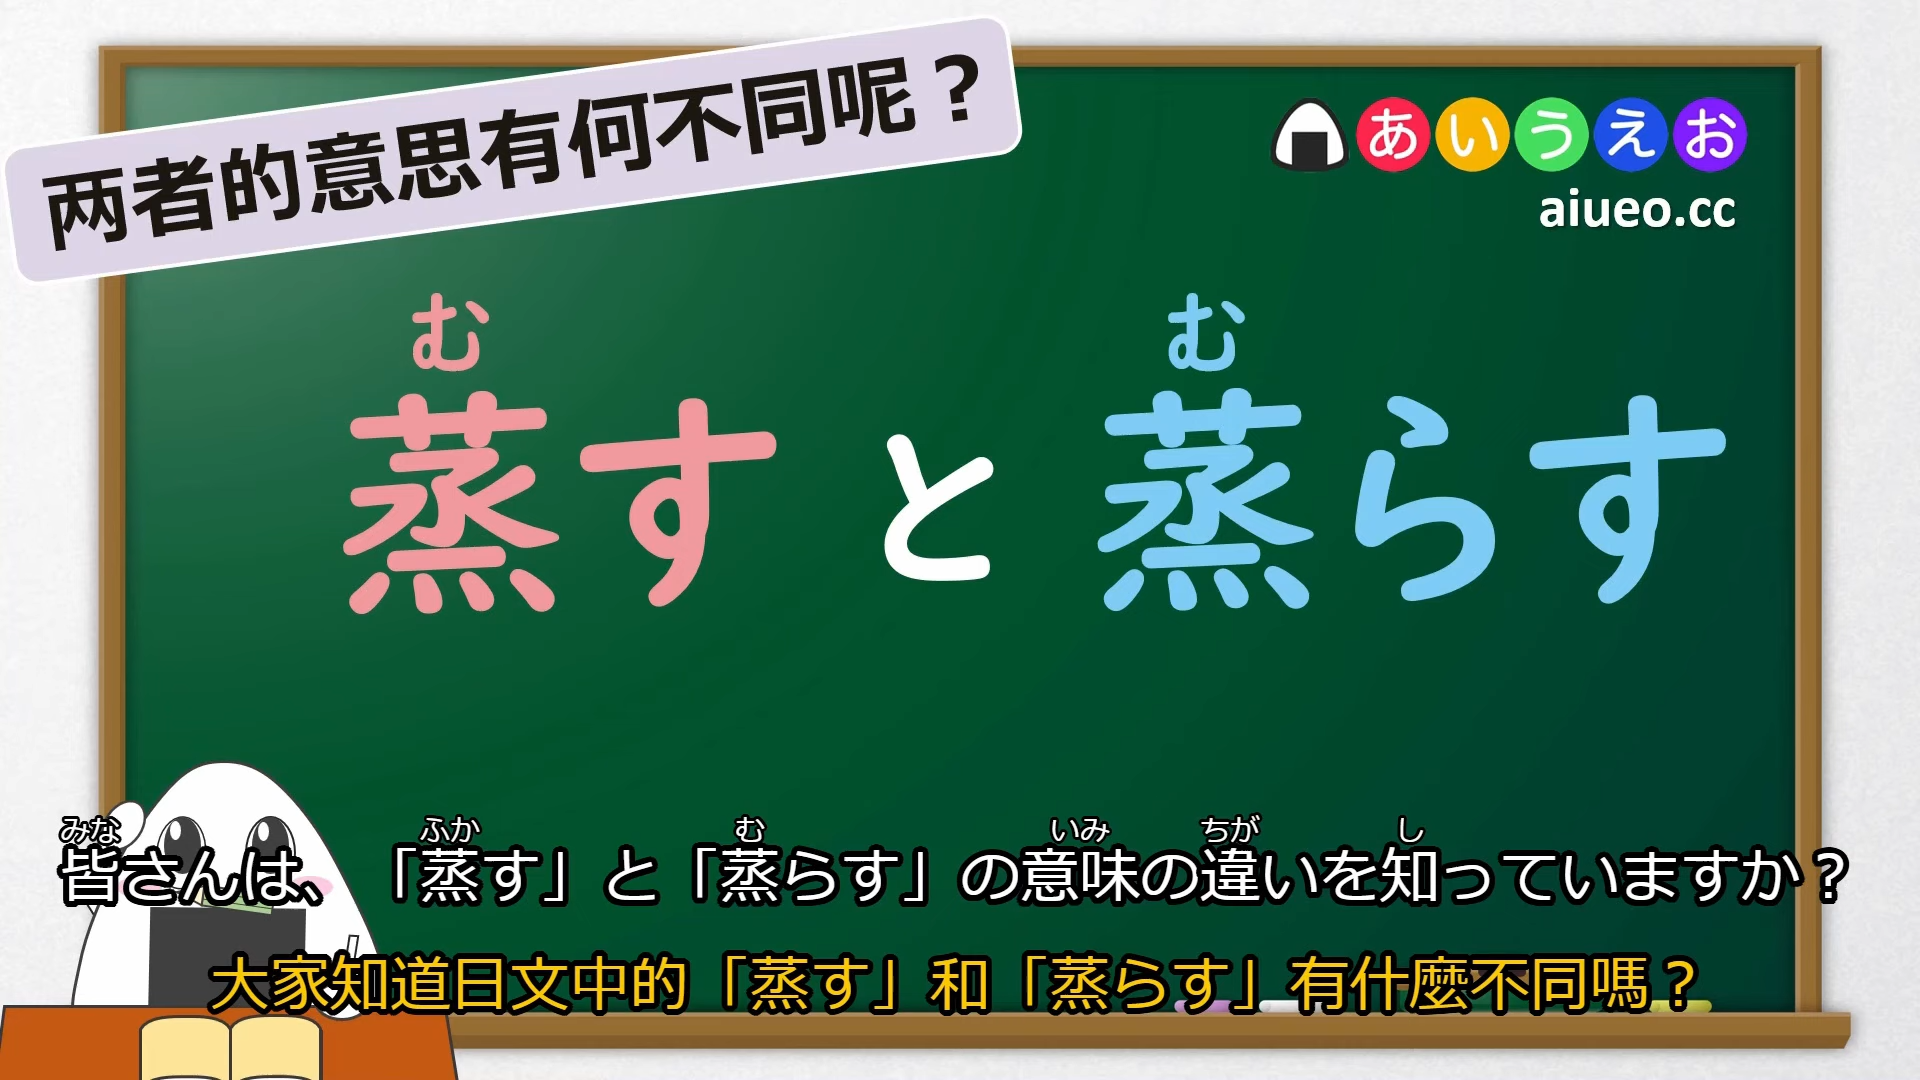 两者的意思有何不同呢？
あいうえお
aiueo.cc
む む
蒸す と 蒸らす
みな ふか む いみ ちが し
皆さんは、「蒸す」と「蒸らす」の意味の違いを知っていますか？
大家知道日文中的「蒸す」和「蒸らす」有什麼不同嗎？